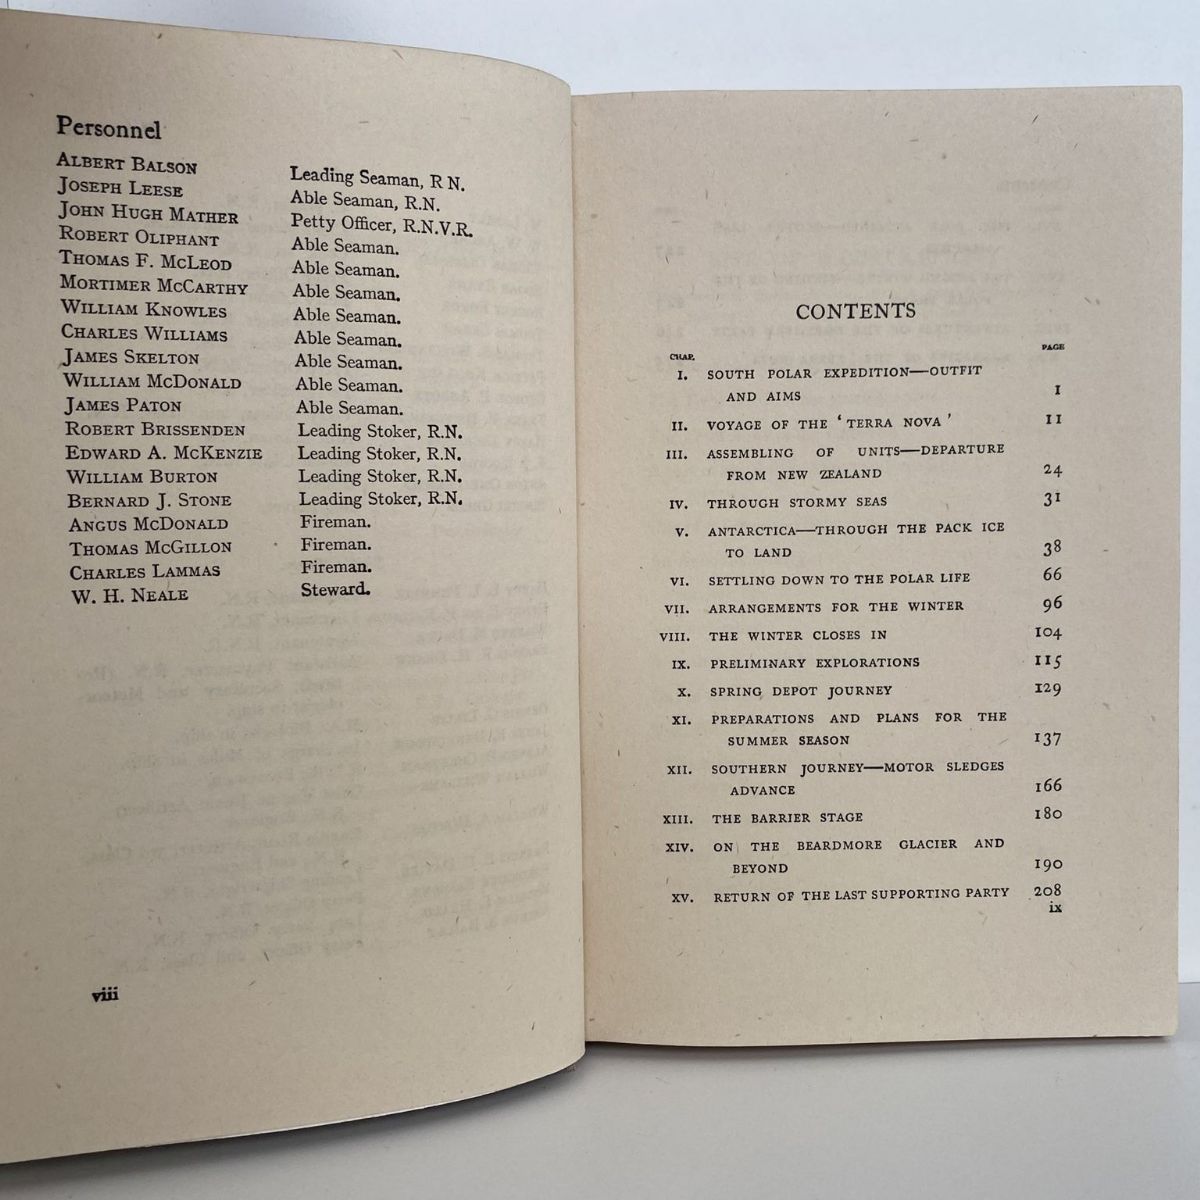 Personnel
ALBERT BALSON Leading Seaman, R N.
JOSEPH LEESE Able Seaman, R.N.
JOHN HUGH MATHER Petty Officer, R.N.V.R.
ROBERT OLIPHANT Able Seaman.
THOMAS F. MCLEOD Able Seaman.
MORTIMER MCCARTHY Able Seaman.
WILLIAM KNOWLES Able Seaman.
CHARLES WILLIAMS Able Seaman.
JAMES SKELTON Able Seaman.
WILLIAM MCDONALD Able Seaman.
JAMES PATON Able Seaman.
ROBERT BRISSENDEN Leading Stoker, R.N.
EDWARD A. MCKENZIE Leading Stoker, R.N.
WILLIAM BURTON Leading Stoker, R.N.
BERNARD J. STONE Leading Stoker, R.N.
ANGUS MCDONALD Fireman.
THOMAS MCGILLON Fireman.
CHARLES LAMMAS Fireman.
W. H. NEALE Steward.
viii
CONTENTS
CHAP. PAGE
I. SOUTH POLAR EXPEDITION—OUTFIT
AND AIMS 1
II. VOYAGE OF THE ‘TERRA NOVA’ 11
III. ASSEMBLING OF UNITS—DEPARTURE
FROM NEW ZEALAND 24
IV. THROUGH STORMY SEAS 31
V. ANTARCTICA—THROUGH THE PACK ICE
TO LAND 38
VI. SETTLING DOWN TO THE POLAR LIFE 66
VII. ARRANGEMENTS FOR THE WINTER 96
VIII. THE WINTER CLOSES IN 104
IX. PRELIMINARY EXPLORATIONS 115
X. SPRING DEPOT JOURNEY 129
XI. PREPARATIONS AND PLANS FOR THE
SUMMER SEASON 137
XII. SOUTHERN JOURNEY—MOTOR SLEDGES
ADVANCE 166
XIII. THE BARRIER STAGE 180
XIV. ON THE BEARDMORE GLACIER AND
BEYOND 190
XV. RETURN OF THE LAST SUPPORTING PARTY 208
ix